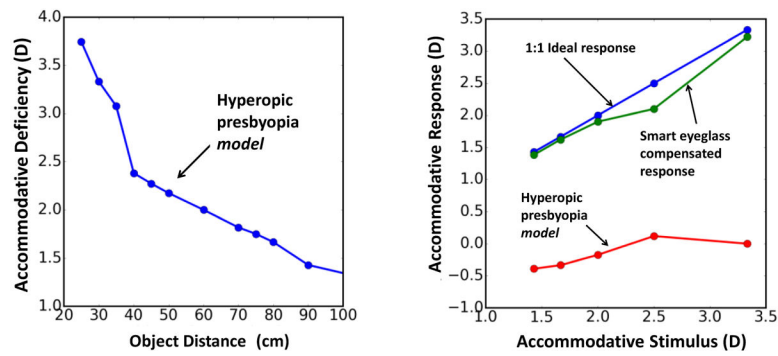 Accommodative Deficiency (D)
4.0
3.5
3.0
2.5
2.0
1.5
1.0
20 30 40 50 60 70 80 90 100
Object Distance (cm)
Hyperopic
presbyopia
model
Accommodative Response (D)
3.5
3.0
2.5
2.0
1.5
1.0
0.5
0.0
−0.5
−1.0
1.0 1.5 2.0 2.5 3.0 3.5
Accommodative Stimulus (D)
1:1 Ideal response
Smart eyeglass
compensated
response
Hyperopic
presbyopia
model